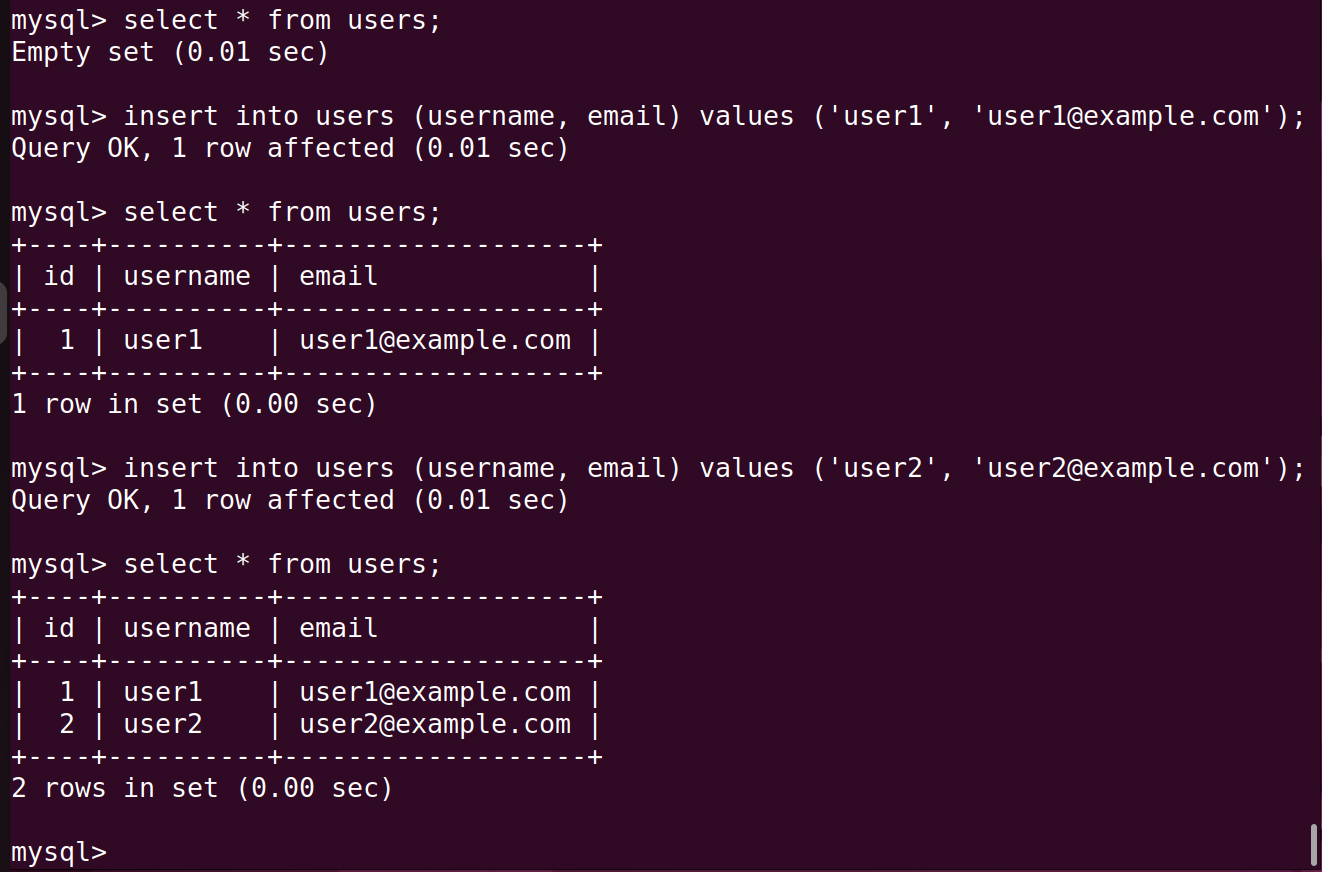 mysql> select * from users;
Empty set (0.01 sec)

mysql> insert into users (username, email) values ('user1', 'user1@example.com');
Query OK, 1 row affected (0.01 sec)

mysql> select * from users;
+----+----------+-------------------+
| id | username | email             |
+----+----------+-------------------+
|  1 | user1    | user1@example.com |
+----+----------+-------------------+
1 row in set (0.00 sec)

mysql> insert into users (username, email) values ('user2', 'user2@example.com');
Query OK, 1 row affected (0.01 sec)

mysql> select * from users;
+----+----------+-------------------+
| id | username | email             |
+----+----------+-------------------+
|  1 | user1    | user1@example.com |
|  2 | user2    | user2@example.com |
+----+----------+-------------------+
2 rows in set (0.00 sec)

mysql>